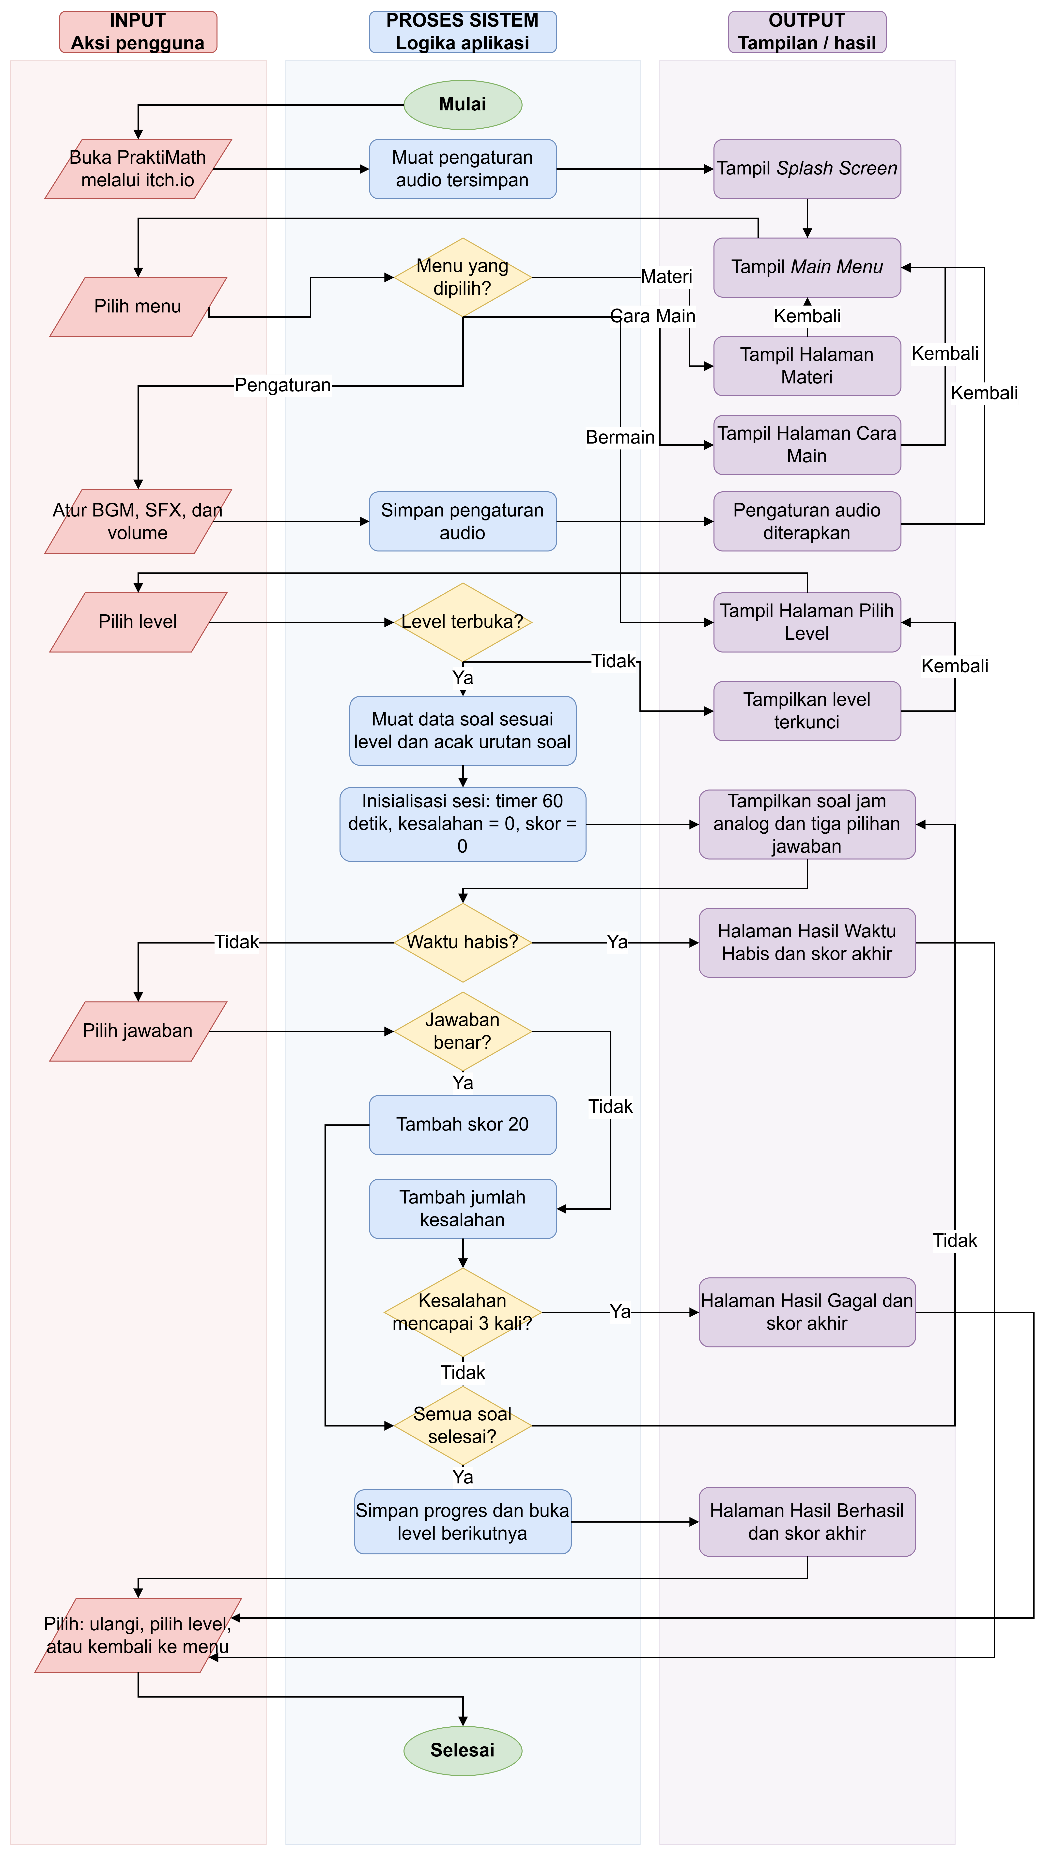 INPUT
Aksi pengguna
PROSES SISTEM
Logika aplikasi
OUTPUT
Tampilan / hasil
Mulai
Buka PraktiMath
melalui itch.io
Muat pengaturan
audio tersimpan
Tampil Splash Screen
Menu yang
dipilih?
Tampil Main Menu
Materi
Pilih menu
Cara Main
Kembali
Tampil Halaman
Materi
Kembali
Pengaturan
Kembali
Bermain
Tampil Halaman Cara
Main
Atur BGM, SFX, dan
volume
Simpan pengaturan
audio
Pengaturan audio
diterapkan
Pilih level
Level terbuka?
Tampil Halaman Pilih
Level
Tidak
Kembali
Ya
Tampilkan level
terkunci
Muat data soal sesuai
level dan acak urutan soal
Inisialisasi sesi: timer 60
detik, kesalahan = 0, skor =
0
Tampilkan soal jam
analog dan tiga pilihan
jawaban
Tidak
Waktu habis?
Ya
Halaman Hasil Waktu
Habis dan skor akhir
Pilih jawaban
Jawaban
benar?
Ya
Tidak
Tambah skor 20
Tambah jumlah
kesalahan
Tidak
Kesalahan
mencapai 3 kali?
Ya
Halaman Hasil Gagal dan
skor akhir
Tidak
Semua soal
selesai?
Ya
Simpan progres dan buka
level berikutnya
Halaman Hasil Berhasil
dan skor akhir
Pilih: ulangi, pilih level,
atau kembali ke menu
Selesai